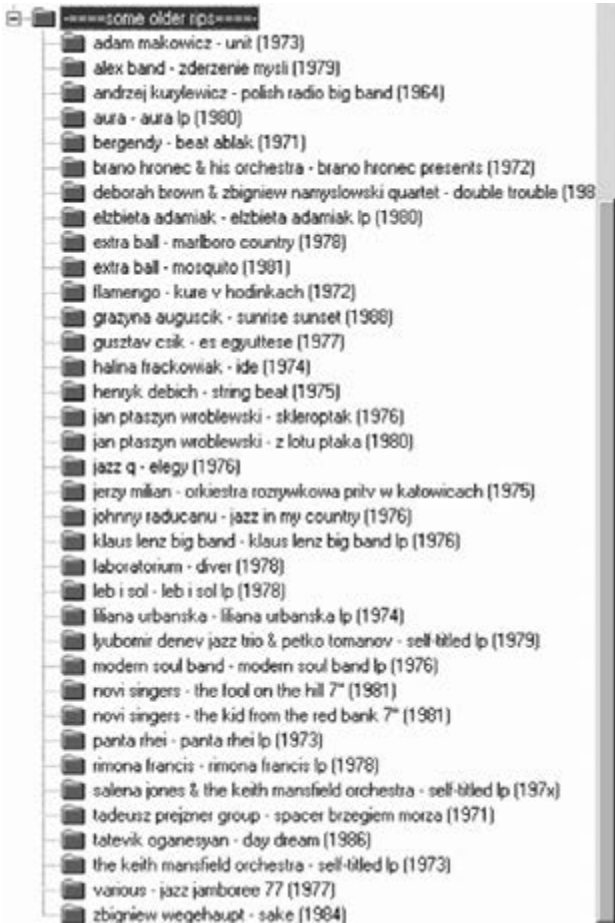 -====some older rips====-
adam makowicz - unit (1973)
alex band - zderzenie mysli (1979)
andrzej kurylewicz - polish radio big band (1964)
aura - aura lp (1980)
bergendy - beat ablak (1971)
brano hronec & his orchestra - brano hronec presents (1972)
deborah brown & zbigniew namyslowski quartet - double trouble (198
elzbieta adamiak - elzbieta adamiak lp (1980)
extra ball - marlboro country (1978)
extra ball - mosquito (1981)
flamengo - kure v hodinkach (1972)
grazyna auguscik - sunrise sunset (1988)
gusztav csik - es egyuttese (1977)
halina frackowiak - ide (1974)
henryk debich - string beat (1975)
jan ptaszyn wroblewski - skleroptak (1976)
jan ptaszyn wroblewski - z lotu ptaka (1980)
jazz q - elegy (1976)
jerzy milian - orkiestra rozrywkowa pritv w katowicach (1975)
johnny raducanu - jazz in my country (1976)
klaus lenz big band - klaus lenz big band lp (1976)
laboratorium - diver (1978)
leb i sol - leb i sol lp (1978)
liliana urbanska - liliana urbanska lp (1974)
lyubomir denev jazz trio & petko tomanov - self-titled lp (1979)
modern soul band - modern soul band lp (1976)
novi singers - the fool on the hill 7" (1981)
novi singers - the kid from the red bank 7" (1981)
panta rhei - panta rhei lp (1973)
rimona francis - rimona francis lp (1978)
salena jones & the keith mansfield orchestra - self-titled lp (197x)
tadeusz prejzner group - spacer brzegiem morza (1971)
tatevik oganesyan - day dream (1986)
the keith mansfield orchestra - self-titled lp (1973)
various - jazz jamboree 77 (1977)
zbigniew wegehaupt - sake (1984)